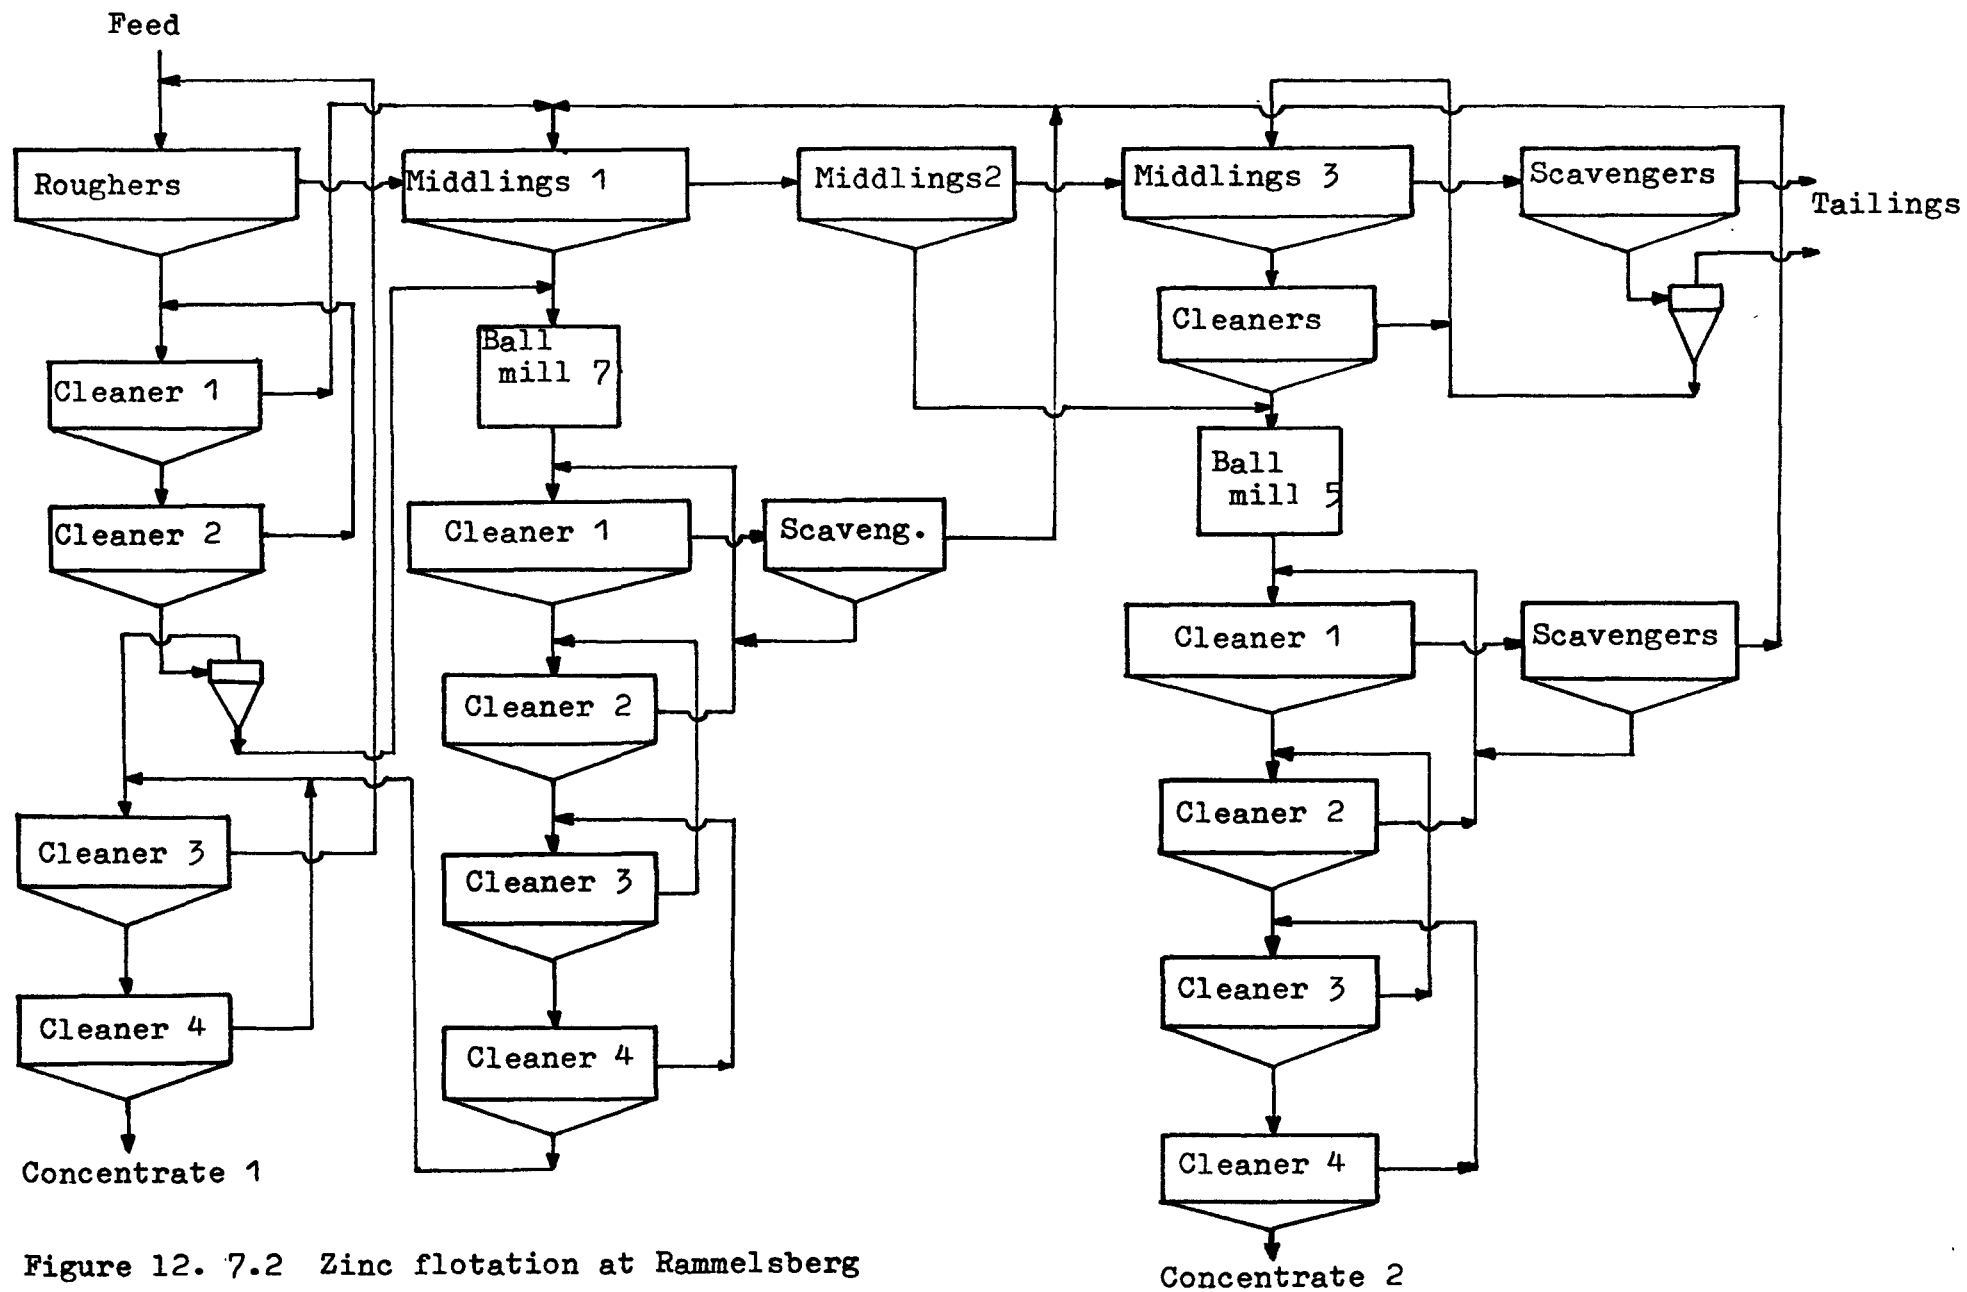 Feed
Roughers
Middlings 1
Middlings2
Middlings 3
Scavengers
Tailings
Cleaners
Ball
mill 7
Cleaner 1
Cleaner 2
Ball
mill 5
Cleaner 1
Scaveng.
Cleaner 1
Scavengers
Cleaner 2
Cleaner 2
Cleaner 3
Cleaner 3
Cleaner 3
Cleaner 4
Cleaner 4
Cleaner 4
Concentrate 1
Concentrate 2
Figure 12. 7.2 Zinc flotation at Rammelsberg